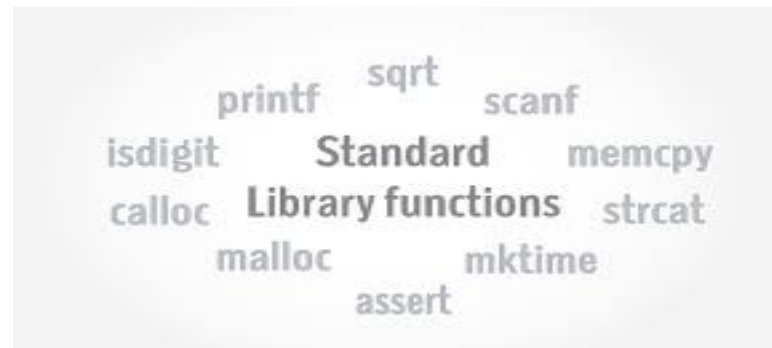 sqrt
printf scanf
isdigit Standard memcpy
calloc Library functions strcat
malloc mktime
assert